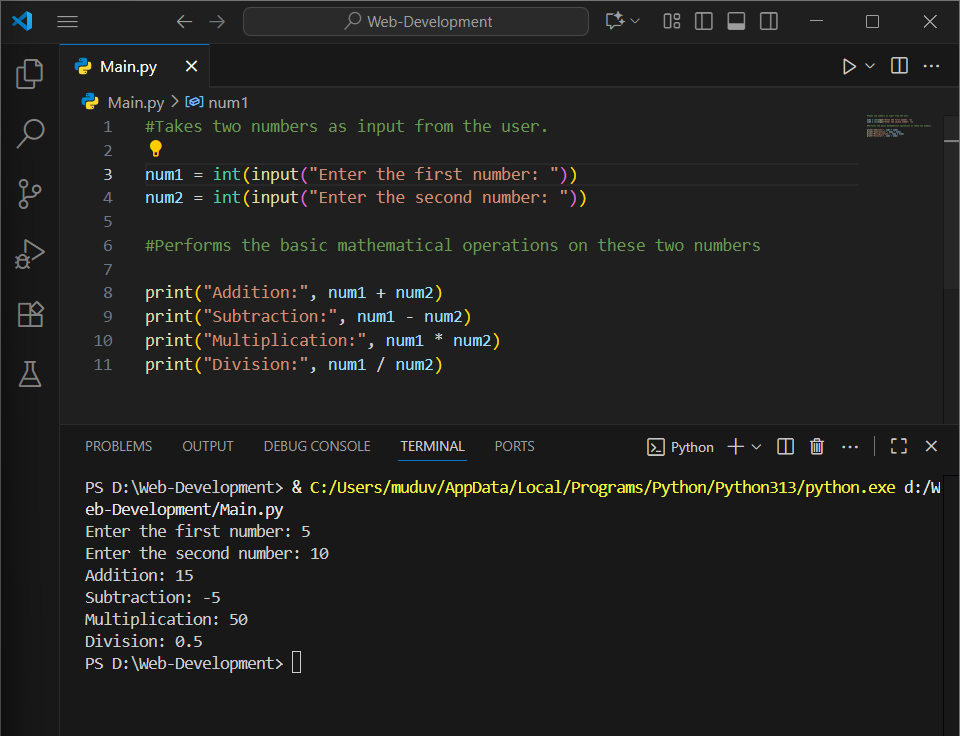 Web-Development
Main.py
Main.py > num1
1 #Takes two numbers as input from the user.
2
3 num1 = int(input("Enter the first number: "))
4 num2 = int(input("Enter the second number: "))
5
6 #Performs the basic mathematical operations on these two numbers
7
8 print("Addition:", num1 + num2)
9 print("Subtraction:", num1 - num2)
10 print("Multiplication:", num1 * num2)
11 print("Division:", num1 / num2)
PROBLEMS OUTPUT DEBUG CONSOLE TERMINAL PORTS Python
PS D:\Web-Development> & C:/Users/muduv/AppData/Local/Programs/Python/Python313/python.exe d:/W
eb-Development/Main.py
Enter the first number: 5
Enter the second number: 10
Addition: 15
Subtraction: -5
Multiplication: 50
Division: 0.5
PS D:\Web-Development>